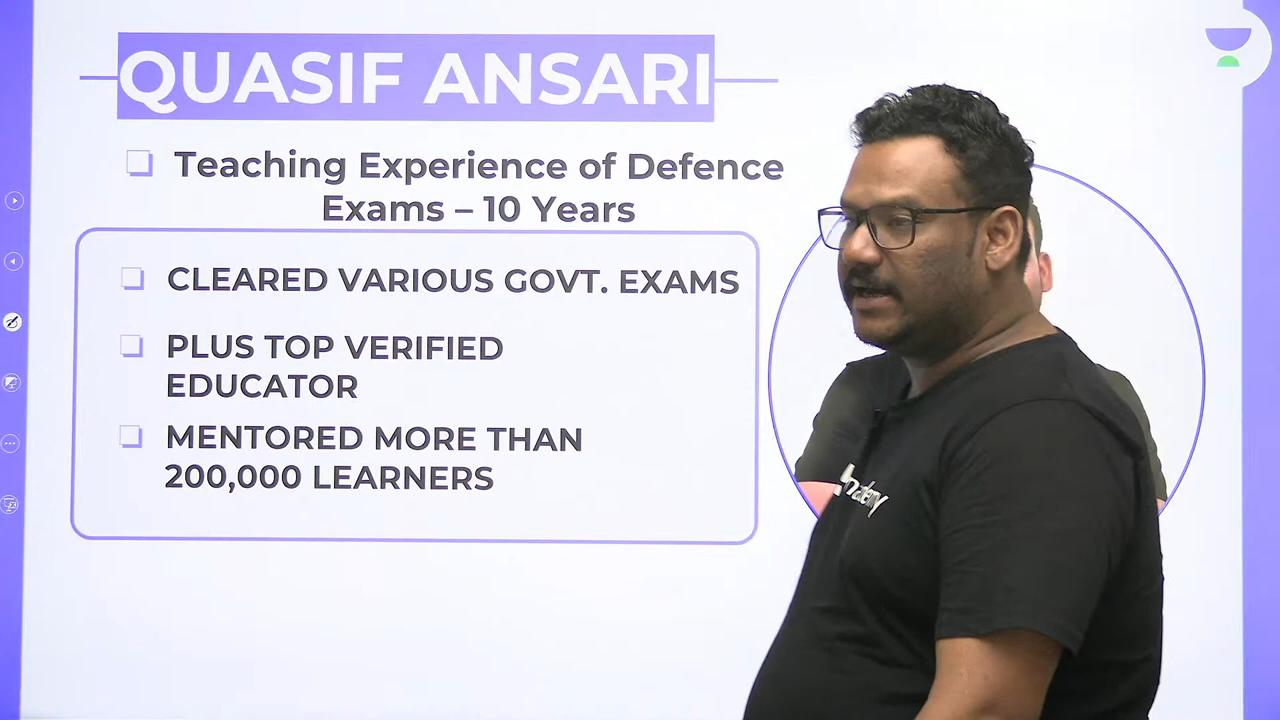 QUASIF ANSARI
Teaching Experience of Defence
Exams – 10 Years
CLEARED VARIOUS GOVT. EXAMS
PLUS TOP VERIFIED
EDUCATOR
MENTORED MORE THAN
200,000 LEARNERS